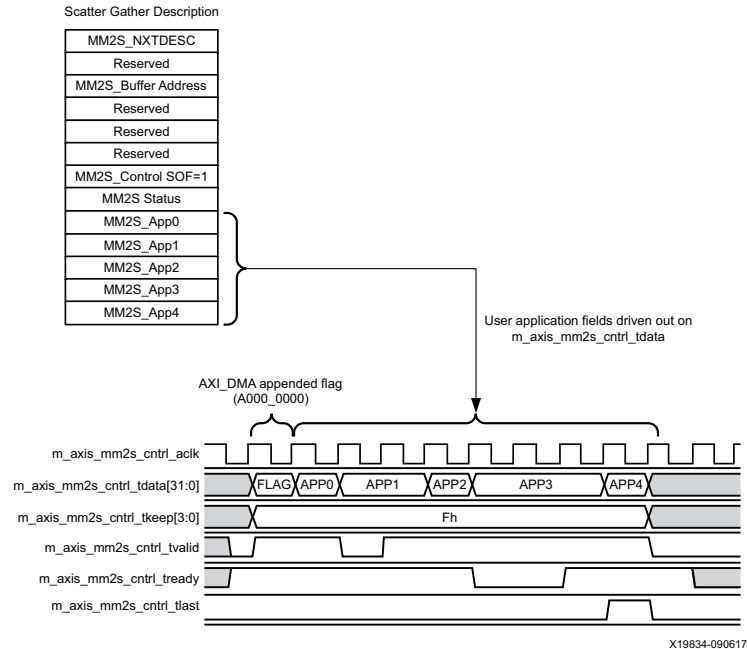 Scatter Gather Description
MM2S_NXTDESC
Reserved
MM2S_Buffer Address
Reserved
Reserved
Reserved
MM2S_Control SOF=1
MM2S Status
MM2S_App0
MM2S_App1
MM2S_App2
MM2S_App3
MM2S_App4
User application fields driven out on
m_axis_mm2s_cntrl_tdata
AXI_DMA appended flag
(A000_0000)
m_axis_mm2s_cntrl_aclk
m_axis_mm2s_cntrl_tdata[31:0]
FLAG APP0 APP1 APP2 APP3 APP4
m_axis_mm2s_cntrl_tkeep[3:0]
Fh
m_axis_mm2s_cntrl_tvalid
m_axis_mm2s_cntrl_tready
m_axis_mm2s_cntrl_tlast
X19834-090617